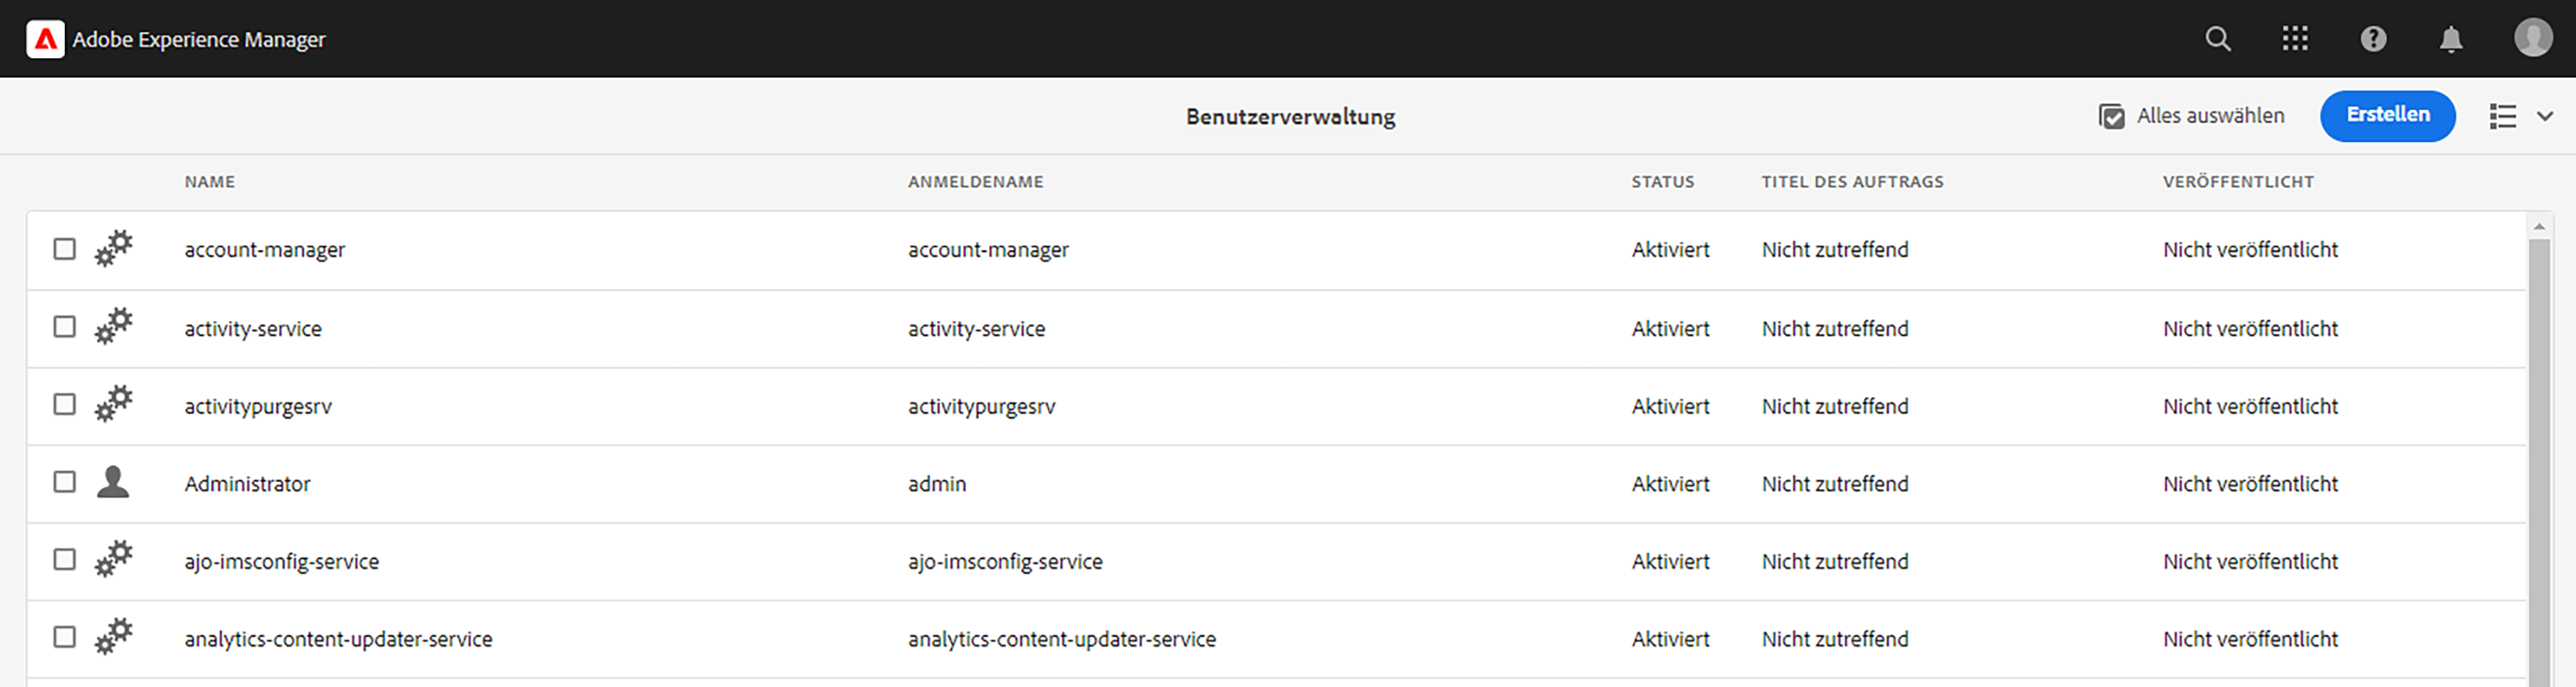 Adobe Experience Manager
Benutzerverwaltung Alles auswählen Erstellen
NAME ANMELDENAME STATUS TITEL DES AUFTRAGS VERÖFFENTLICHT
account-manager account-manager Aktiviert Nicht zutreffend Nicht veröffentlicht
activity-service activity-service Aktiviert Nicht zutreffend Nicht veröffentlicht
activitypurgesrv activitypurgesrv Aktiviert Nicht zutreffend Nicht veröffentlicht
Administrator admin Aktiviert Nicht zutreffend Nicht veröffentlicht
ajo-imsconfig-service ajo-imsconfig-service Aktiviert Nicht zutreffend Nicht veröffentlicht
analytics-content-updater-service analytics-content-updater-service Aktiviert Nicht zutreffend Nicht veröffentlicht